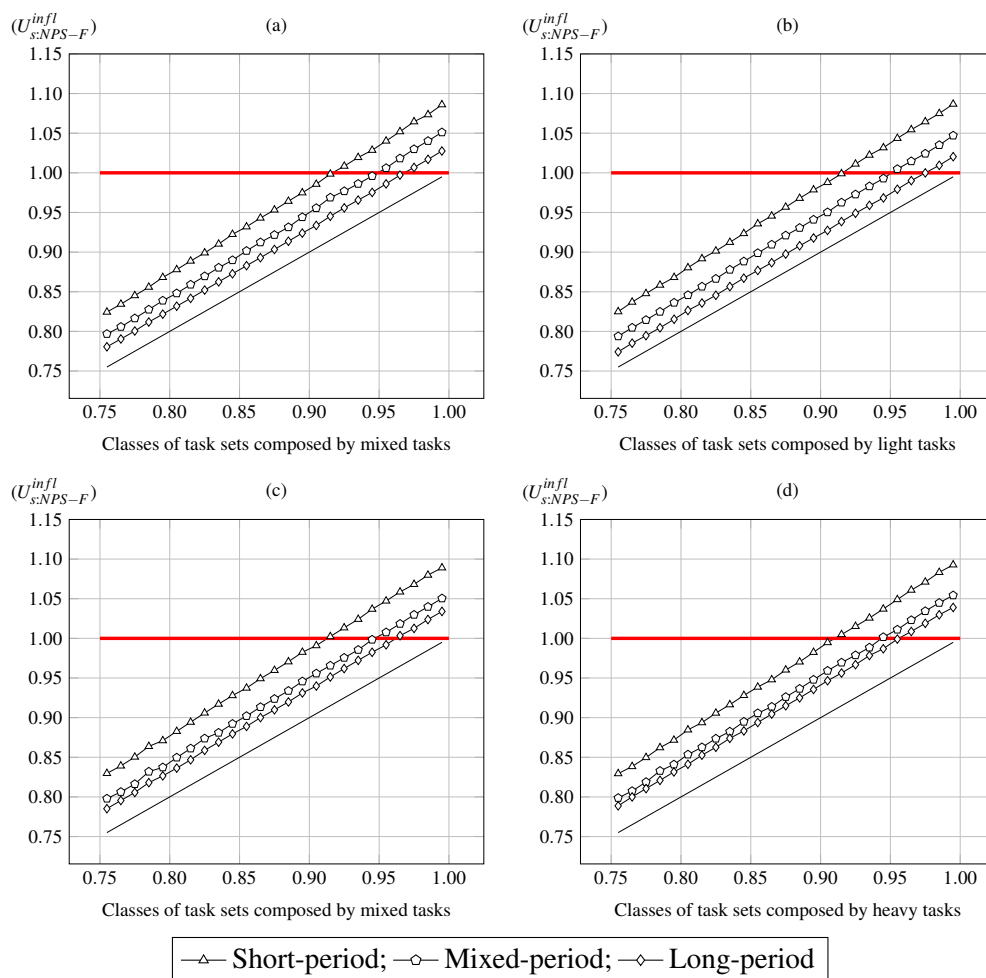 (U^{infl}_{s:NPS−F}) (a)
1.15
1.10
1.05
1.00
0.95
0.90
0.85
0.80
0.75
0.75 0.80 0.85 0.90 0.95 1.00
Classes of task sets composed by mixed tasks
(U^{infl}_{s:NPS−F}) (b)
1.15
1.10
1.05
1.00
0.95
0.90
0.85
0.80
0.75
0.75 0.80 0.85 0.90 0.95 1.00
Classes of task sets composed by light tasks
(U^{infl}_{s:NPS−F}) (c)
1.15
1.10
1.05
1.00
0.95
0.90
0.85
0.80
0.75
0.75 0.80 0.85 0.90 0.95 1.00
Classes of task sets composed by mixed tasks
(U^{infl}_{s:NPS−F}) (d)
1.15
1.10
1.05
1.00
0.95
0.90
0.85
0.80
0.75
0.75 0.80 0.85 0.90 0.95 1.00
Classes of task sets composed by heavy tasks
Short-period; Mixed-period; Long-period